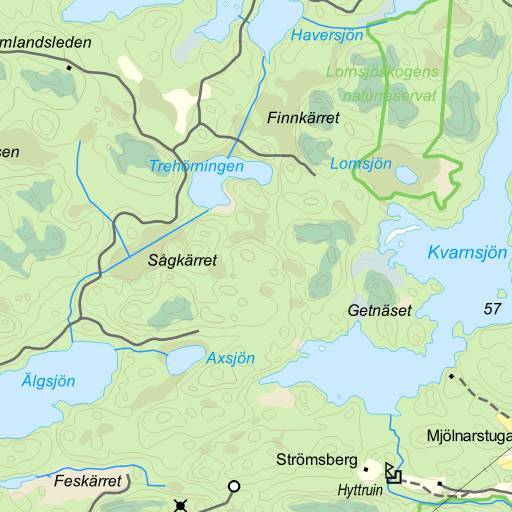 Haversjön
mlandsleden
Lomsjöskogens
naturreservat
Finnkärret
sen
Trehörningen
Lomsjön
Kvarnsjön
Sågkärret
Getnäset
57
Axsjön
Älgsjön
Mjölnarstuga
Strömsberg
Feskärret
Hyttruin